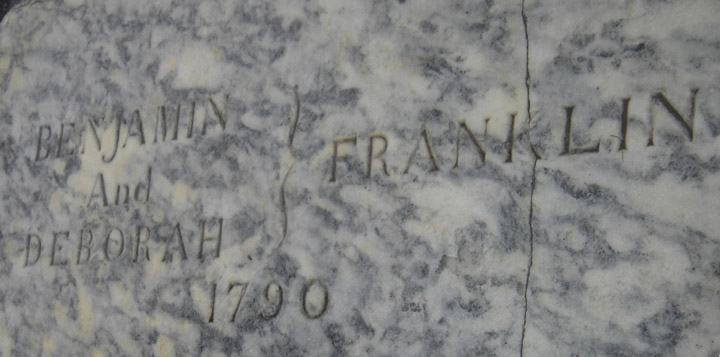 BENJAMIN
And
DEBORAH
} FRANKLIN
1790